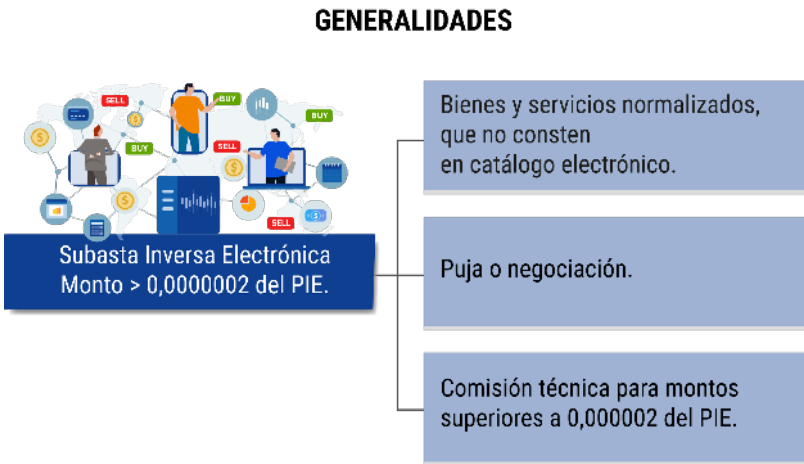 GENERALIDADES
SELL
BUY
BUY
BUY
SELL
SELL
Subasta Inversa Electrónica
Monto > 0,0000002 del PIE.
Bienes y servicios normalizados,
que no consten
en catálogo electrónico.
Puja o negociación.
Comisión técnica para montos
superiores a 0,000002 del PIE.